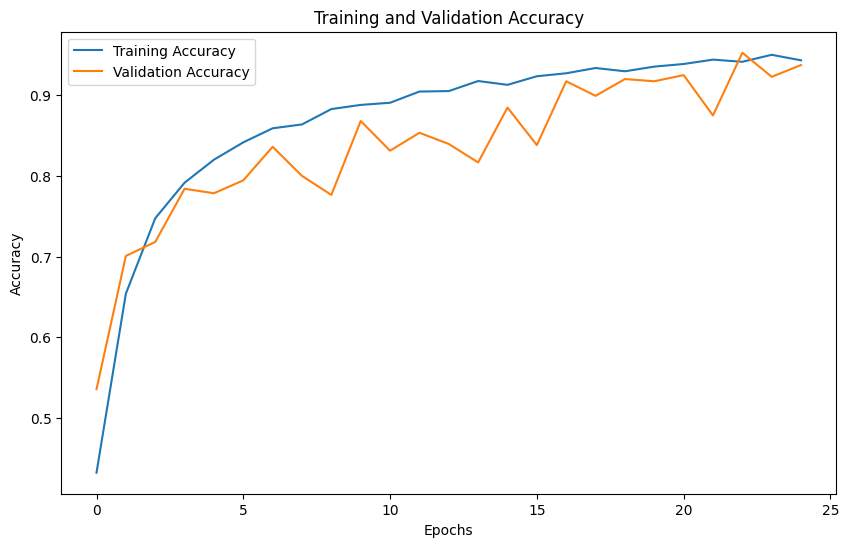 Training and Validation Accuracy
Training Accuracy
Validation Accuracy
Accuracy
0.9
0.8
0.7
0.6
0.5
0 5 10 15 20 25
Epochs